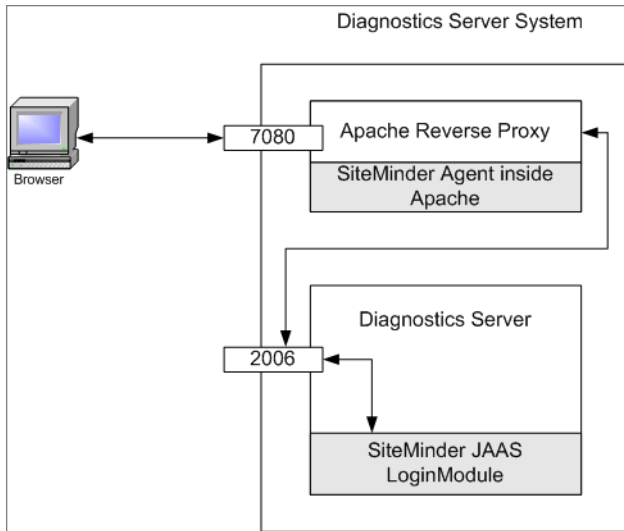 Diagnostics Server System
7080
Apache Reverse Proxy
SiteMinder Agent inside
Apache
Browser
Diagnostics Server
2006
SiteMinder JAAS
LoginModule